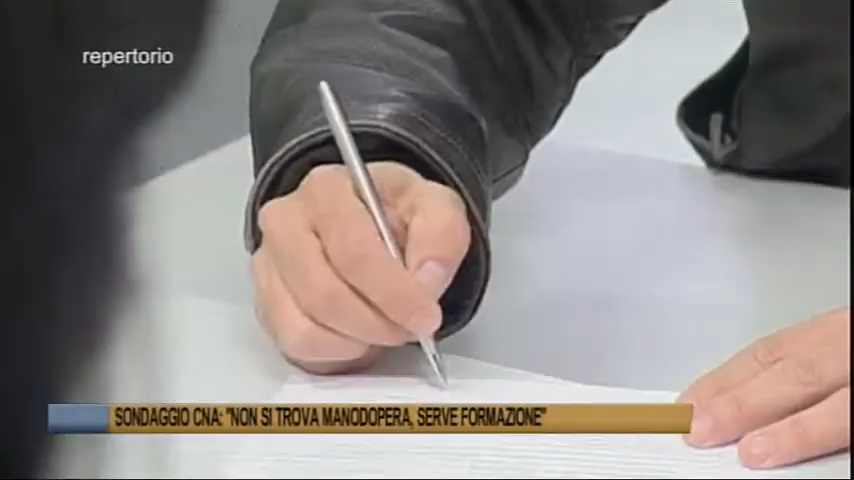 repertorio
SONDAGGIO CNA: "NON SI TROVA MANODOPERA, SERVE FORMAZIONE"